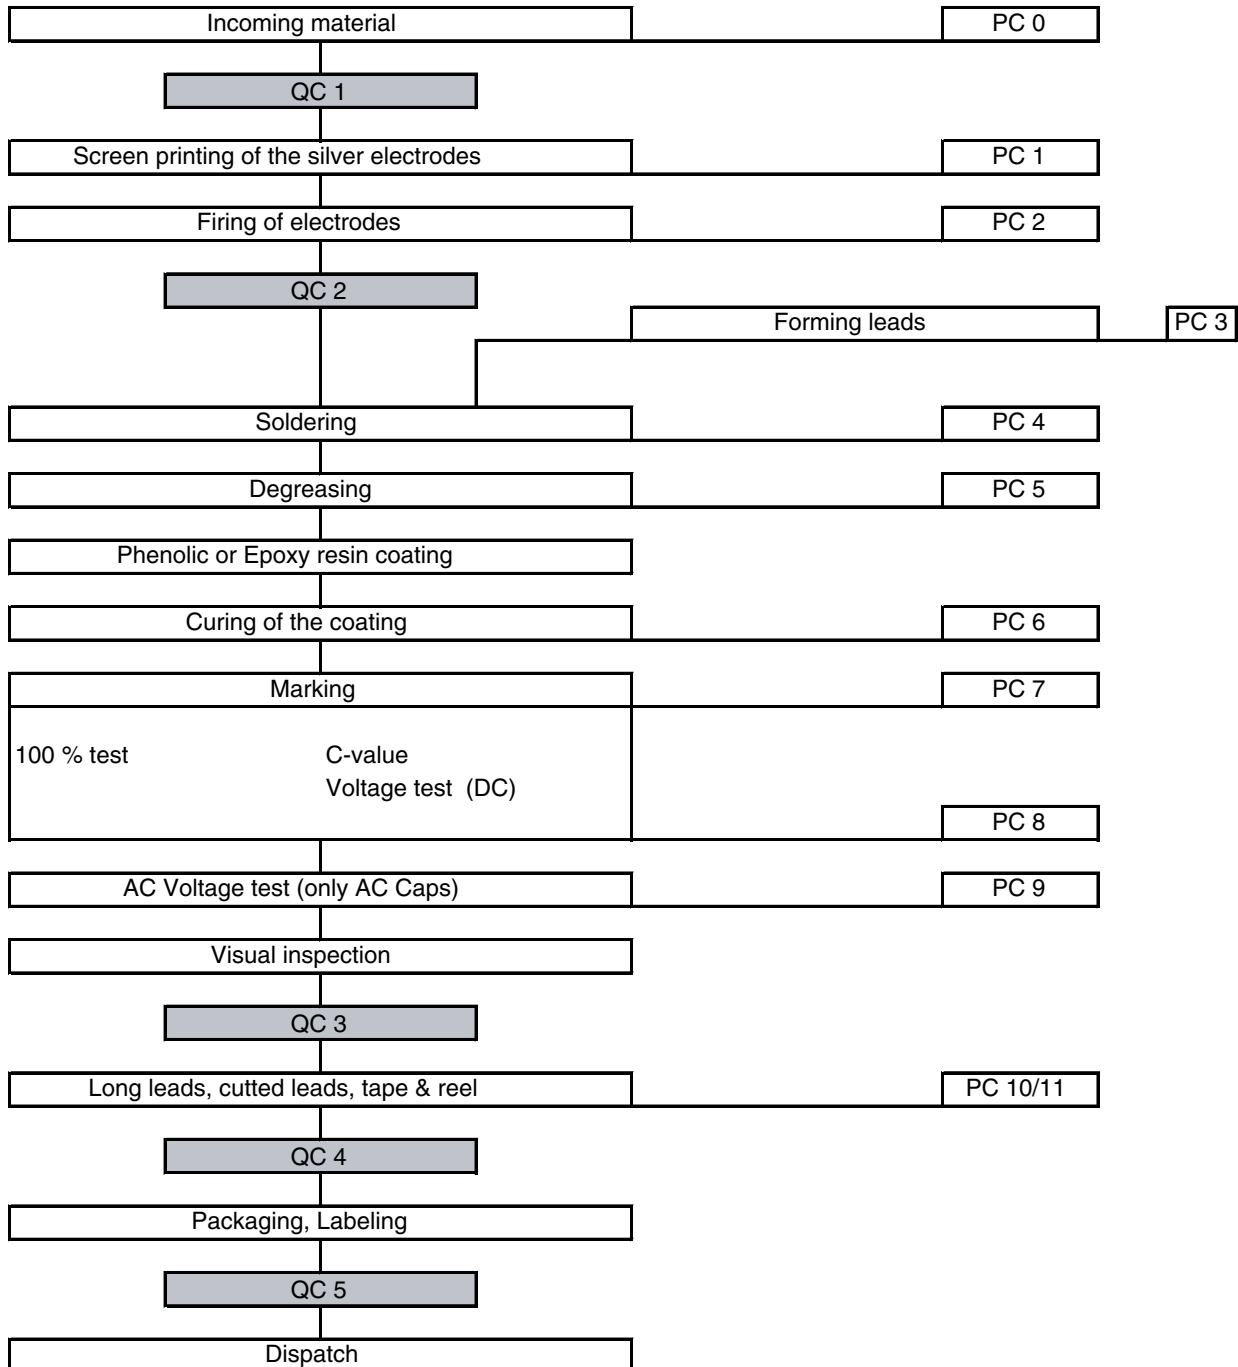 Incoming material
PC 0
QC 1
Screen printing of the silver electrodes
PC 1
Firing of electrodes
PC 2
QC 2
Forming leads
PC 3
Soldering
PC 4
Degreasing
PC 5
Phenolic or Epoxy resin coating
Curing of the coating
PC 6
Marking
PC 7
100 % test
C-value
Voltage test (DC)
PC 8
AC Voltage test (only AC Caps)
PC 9
Visual inspection
QC 3
Long leads, cutted leads, tape & reel
PC 10/11
QC 4
Packaging, Labeling
QC 5
Dispatch